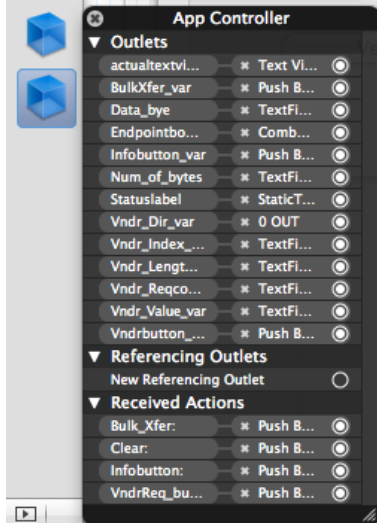 App Controller
Outlets
actualtextvi... Text Vi...
BulkXfer_var Push B...
Data_bye TextFi...
Endpointbo... Comb...
Infobutton_var Push B...
Num_of_bytes TextFi...
Statuslabel StaticT...
Vndr_Dir_var 0 OUT
Vndr_Index_... TextFi...
Vndr_Lengt... TextFi...
Vndr_Reqco... TextFi...
Vndr_Value_var TextFi...
Vndrbutton_... Push B...
Referencing Outlets
New Referencing Outlet
Received Actions
Bulk_Xfer: Push B...
Clear: Push B...
Infobutton: Push B...
VndrReq_bu... Push B...